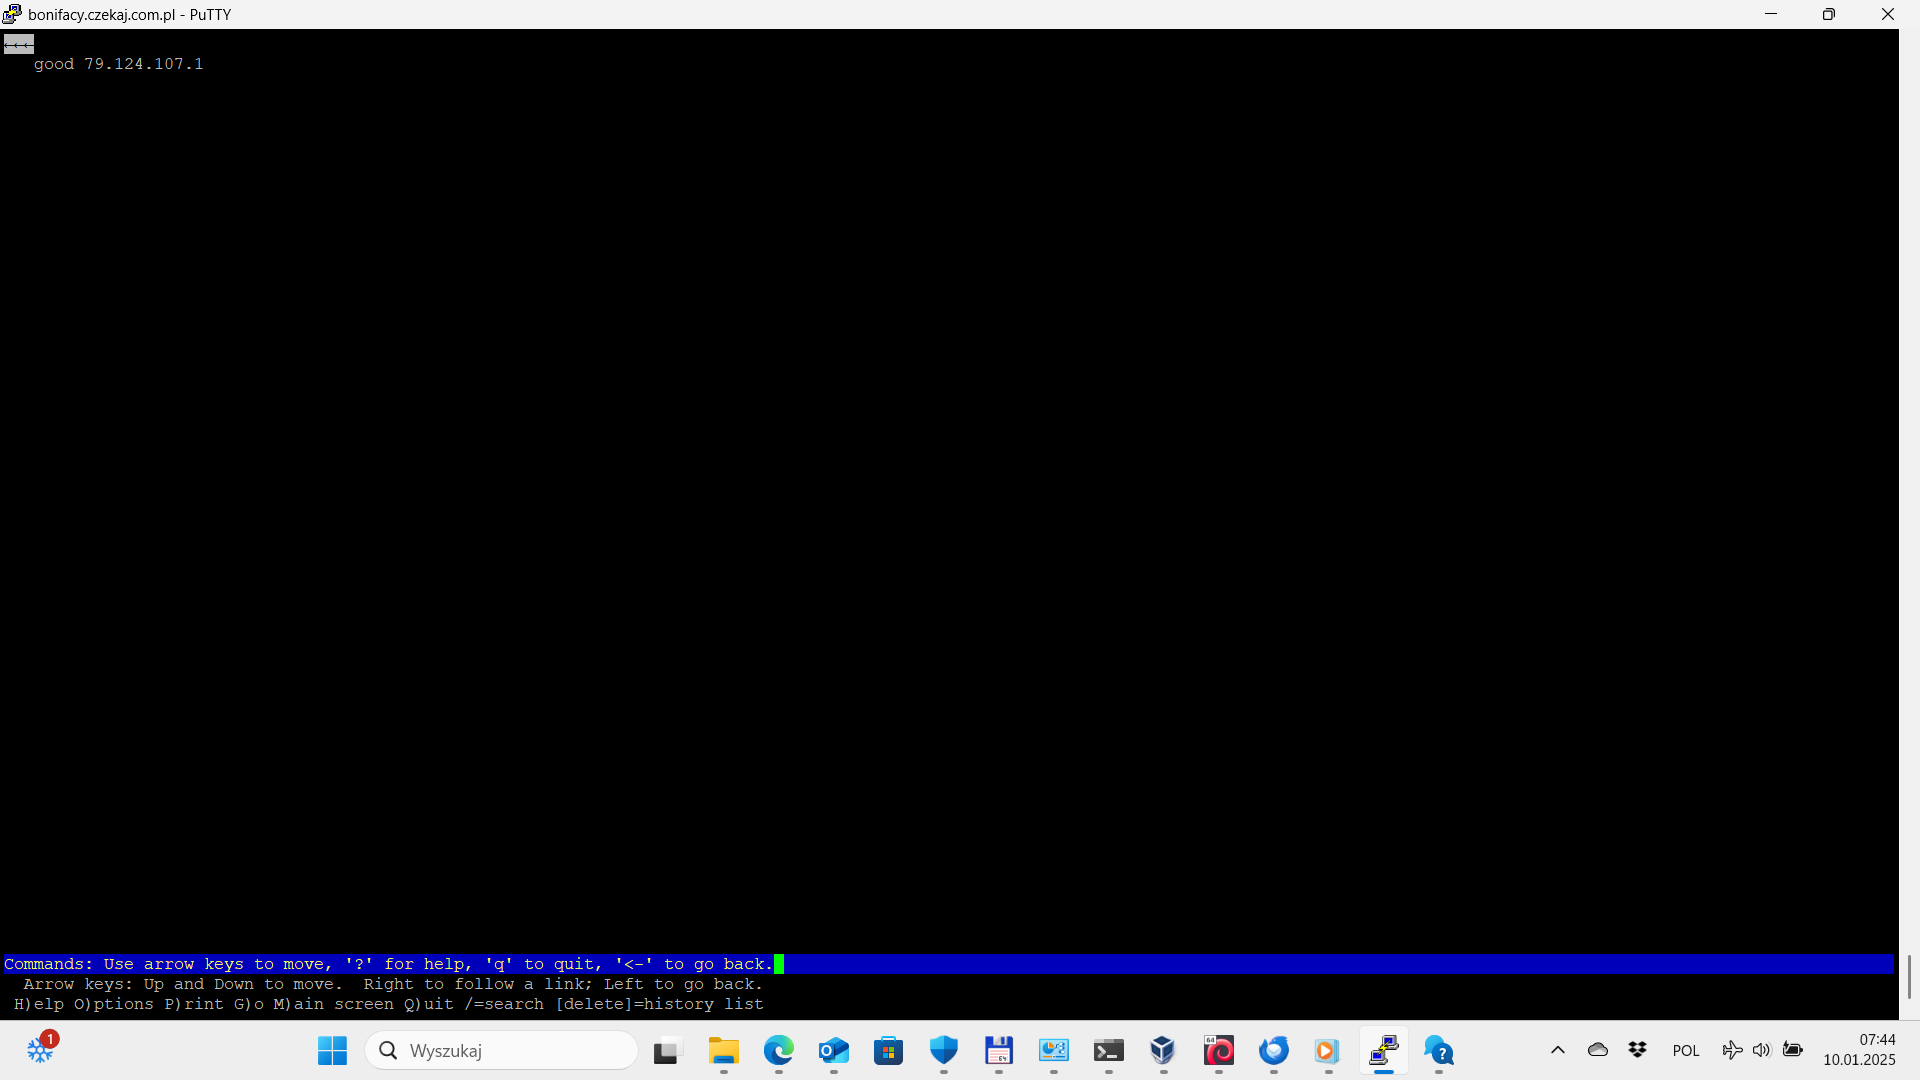 bonifacy.czekaj.com.pl - PuTTY
←←←
good 79.124.107.1
Commands: Use arrow keys to move, '?' for help, 'q' to quit, '<-' to go back.
Arrow keys: Up and Down to move.  Right to follow a link; Left to go back.
H)elp O)ptions P)rint G)o M)ain screen Q)uit /=search [delete]=history list
1
Wyszukaj
64
64
?
POL
07:44
10.01.2025